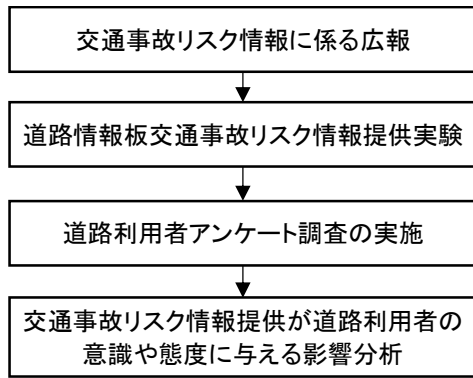 交通事故リスク情報に係る広報
道路情報板交通事故リスク情報提供実験
道路利用者アンケート調査の実施
交通事故リスク情報提供が道路利用者の
意識や態度に与える影響分析